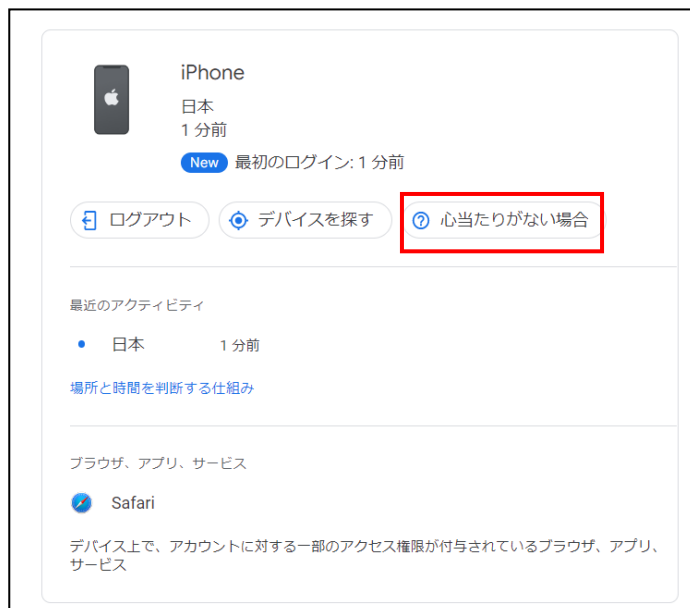 iPhone
日本
1 分前
New 最初のログイン: 1 分前
ログアウト デバイスを探す 心当たりがない場合
最近のアクティビティ
日本 1 分前
場所と時間を判断する仕組み
ブラウザ、アプリ、サービス
Safari
デバイス上で、アカウントに対する一部のアクセス権限が付与されているブラウザ、アプリ、
サービス